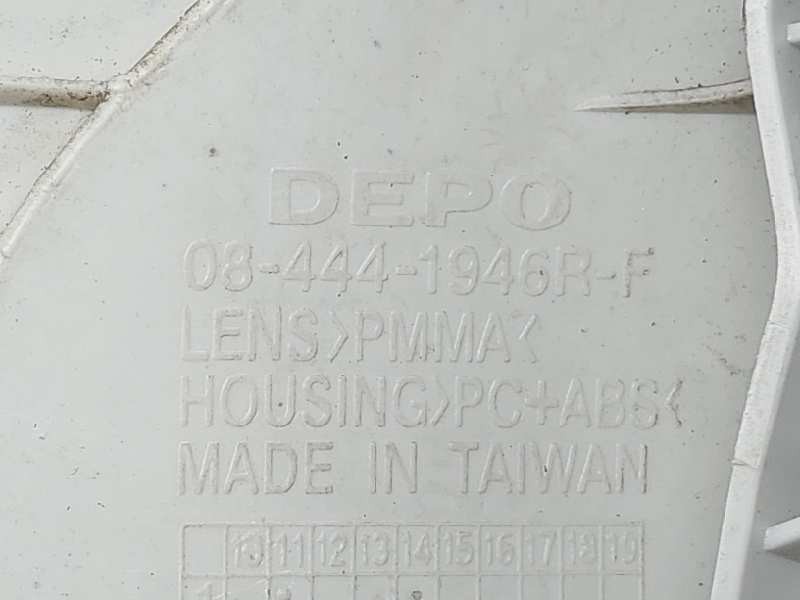 DEPO
08-444-1946R-F
LENS>PMMA<
HOUSING>PC+ABS<
MADE IN TAIWAN
10 11 12 13 14 15 16 17 18 19